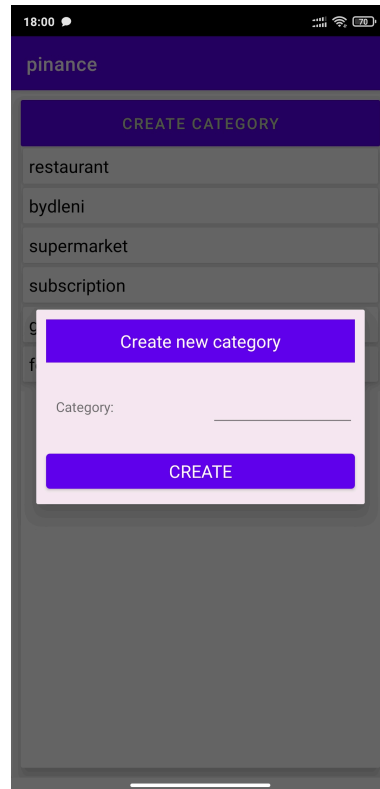 18:00
70
pinance
CREATE CATEGORY
restaurant
bydleni
supermarket
subscription
Create new category
Category:
CREATE